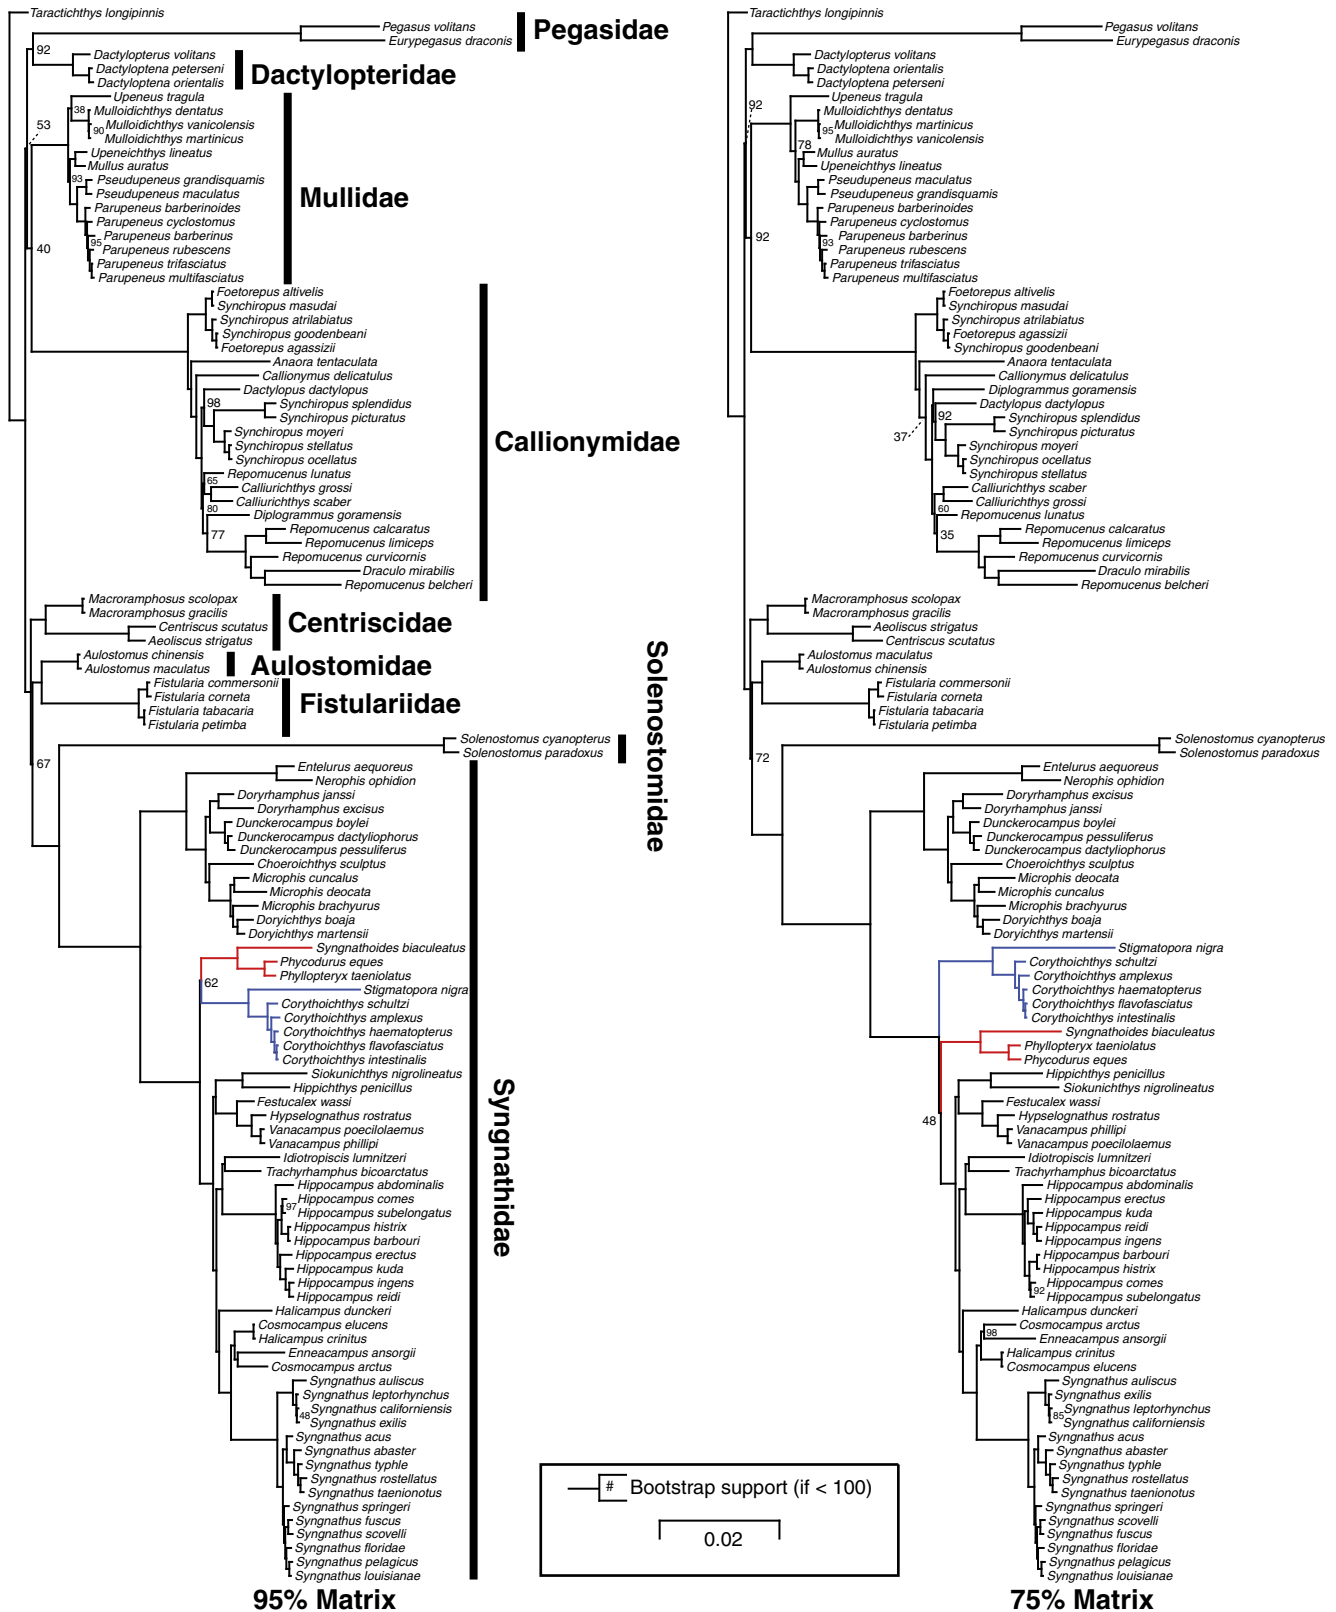 Taractichthys longipinnis
Pegasus volitans
Eurypegasus draconis
Pegasidae
92
Dactylopterus volitans
Dactyloptena peterseni
Dactyloptena orientalis
Dactylopteridae
Upeneus tragula
38
Mulloidichthys dentatus
90
Mulloidichthys vanicolensis
Mulloidichthys martinicus
53
Upeneichthys lineatus
Mullus auratus
93
Pseudupeneus grandisquamis
Pseudupeneus maculatus
Mullidae
Parupeneus barberinoides
Parupeneus cyclostomus
Parupeneus barberinus
95
Parupeneus rubescens
40
Parupeneus trifasciatus
Parupeneus multifasciatus
Foetorepus altivelis
Synchiropus masudai
Synchiropus atrilabiatus
Synchiropus goodenbeani
Foetorepus agassizii
Anaora tentaculata
Callionymus delicatulus
Dactylopus dactylopus
98
Synchiropus splendidus
Synchiropus picturatus
Synchiropus moyeri
Callionymidae
Synchiropus stellatus
Synchiropus ocellatus
Repomucenus lunatus
65
Calliurichthys grossi
Calliurichthys scaber
80
Diplogrammus goramensis
77
Repomucenus calcaratus
Repomucenus limiceps
Repomucenus curvicornis
Draculo mirabilis
Repomucenus belcheri
Macroramphosus scolopax
Macroramphosus gracilis
Centriscus scutatus
Aeoliscus strigatus
Centriscidae
Aulostomus chinensis
Aulostomus maculatus
Aulostomidae
Fistularia commersonii
Fistularia corneta
Fistularia tabacaria
Fistularia petimba
Fistulariidae
Solenostomus cyanopterus
Solenostomus paradoxus
Solenostomidae
67
Entelurus aequoreus
Nerophis ophidion
Doryrhamphus janssi
Doryrhamphus excisus
Dunckerocampus boylei
Dunckerocampus dactyliophorus
Dunckerocampus pessuliferus
Choeroichthys sculptus
Microphis cuncalus
Microphis deocata
Microphis brachyurus
Doryichthys boaja
Doryichthys martensii
Syngnathoides biaculeatus
Phycodurus eques
Phyllopteryx taeniolatus
62
Stigmatopora nigra
Corythoichthys schultzi
Corythoichthys amplexus
Corythoichthys haematopterus
Corythoichthys flavofasciatus
Corythoichthys intestinalis
Siokunichthys nigrolineatus
Hippichthys penicillus
Festucalex wassi
Hypselognathus rostratus
Vanacampus poecilolaemus
Vanacampus phillipi
Syngnathidae
Idiotropiscis lumnitzeri
Trachyrhamphus bicoarctatus
Hippocampus abdominalis
Hippocampus comes
97
Hippocampus subelongatus
Hippocampus histrix
Hippocampus barbouri
Hippocampus erectus
Hippocampus kuda
Hippocampus ingens
Hippocampus reidi
Halicampus dunckeri
Cosmocampus elucens
Halicampus crinitus
Enneacampus ansorgii
Cosmocampus arctus
Syngnathus auliscus
Syngnathus leptorhynchus
Syngnathus californiensis
48
Syngnathus exilis
Syngnathus acus
Syngnathus abaster
Syngnathus typhle
Syngnathus rostellatus
Syngnathus taenionotus
Syngnathus springeri
Syngnathus fuscus
Syngnathus scovelli
Syngnathus floridae
Syngnathus pelagicus
Syngnathus louisianae
95% Matrix
# Bootstrap support (if < 100)
0.02
Taractichthys longipinnis
Pegasus volitans
Eurypegasus draconis
Dactylopterus volitans
Dactyloptena orientalis
Dactyloptena peterseni
Upeneus tragula
92
Mulloidichthys dentatus
95
Mulloidichthys martinicus
Mulloidichthys vanicolensis
78
Mullus auratus
Upeneichthys lineatus
Pseudupeneus maculatus
Pseudupeneus grandisquamis
Parupeneus barberinoides
Parupeneus cyclostomus
92
Parupeneus barberinus
93
Parupeneus rubescens
Parupeneus trifasciatus
Parupeneus multifasciatus
Foetorepus altivelis
Synchiropus masudai
Synchiropus atrilabiatus
Foetorepus agassizii
Synchiropus goodenbeani
Anaora tentaculata
Callionymus delicatulus
Diplogrammus goramensis
Dactylopus dactylopus
92
Synchiropus splendidus
Synchiropus picturatus
37
Synchiropus moyeri
Synchiropus ocellatus
Synchiropus stellatus
Calliurichthys scaber
Calliurichthys grossi
60
Repomucenus lunatus
35
Repomucenus calcaratus
Repomucenus limiceps
Repomucenus curvicornis
Draculo mirabilis
Repomucenus belcheri
Macroramphosus scolopax
Macroramphosus gracilis
Aeoliscus strigatus
Centriscus scutatus
Aulostomus maculatus
Aulostomus chinensis
Fistularia commersonii
Fistularia corneta
Fistularia tabacaria
Fistularia petimba
Solenostomus cyanopterus
Solenostomus paradoxus
72
Entelurus aequoreus
Nerophis ophidion
Doryrhamphus excisus
Doryrhamphus janssi
Dunckerocampus boylei
Dunckerocampus pessuliferus
Dunckerocampus dactyliophorus
Choeroichthys sculptus
Microphis deocata
Microphis cuncalus
Microphis brachyurus
Doryichthys boaja
Doryichthys martensii
Stigmatopora nigra
Corythoichthys schultzi
Corythoichthys amplexus
Corythoichthys haematopterus
Corythoichthys flavofasciatus
Corythoichthys intestinalis
Syngnathoides biaculeatus
Phyllopteryx taeniolatus
Phycodurus eques
Hippichthys penicillus
Siokunichthys nigrolineatus
48
Festucalex wassi
Hypselognathus rostratus
Vanacampus phillipi
Vanacampus poecilolaemus
Idiotropiscis lumnitzeri
Trachyrhamphus bicoarctatus
Hippocampus abdominalis
Hippocampus erectus
Hippocampus kuda
Hippocampus reidi
Hippocampus ingens
Hippocampus barbouri
Hippocampus histrix
Hippocampus comes
92
Hippocampus subelongatus
Halicampus dunckeri
Cosmocampus arctus
98
Enneacampus ansorgii
Halicampus crinitus
Cosmocampus elucens
Syngnathus auliscus
Syngnathus exilis
Syngnathus leptorhynchus
85
Syngnathus californiensis
Syngnathus acus
Syngnathus abaster
Syngnathus typhle
Syngnathus rostellatus
Syngnathus taenionotus
Syngnathus springeri
Syngnathus scovelli
Syngnathus fuscus
Syngnathus floridae
Syngnathus pelagicus
Syngnathus louisianae
75% Matrix